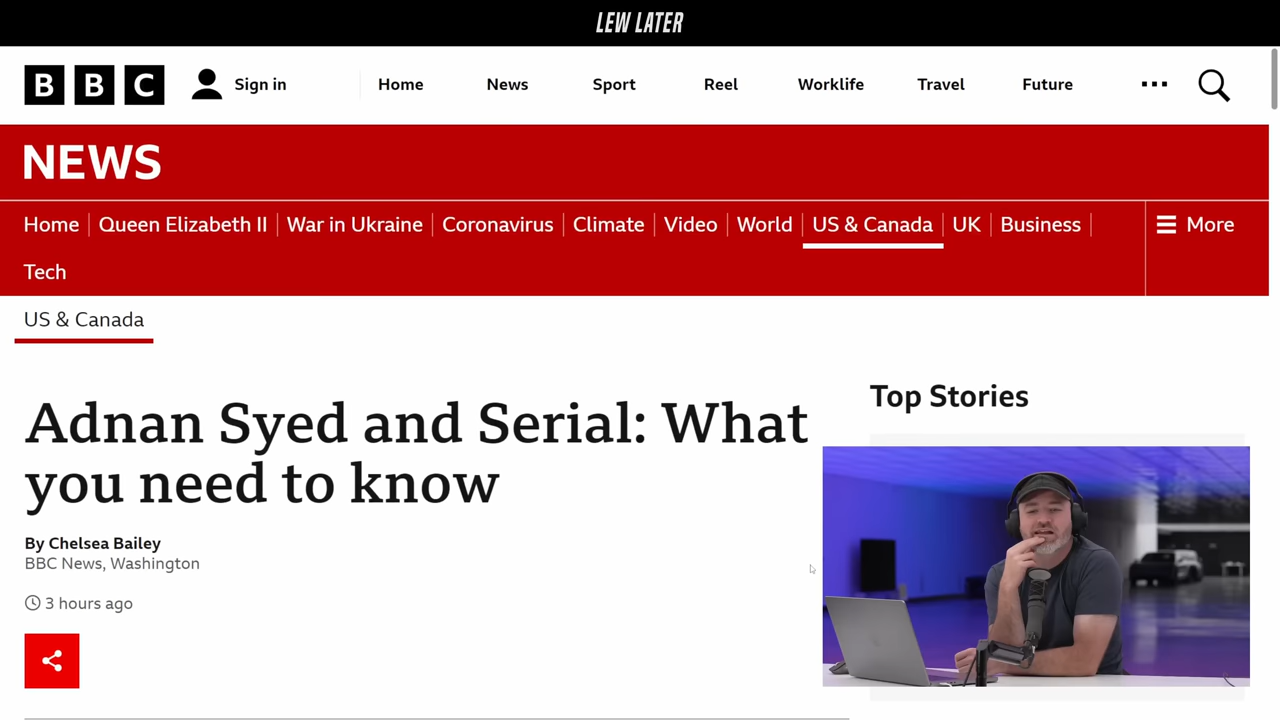 LEW LATER
BBC
Sign in
Home
News
Sport
Reel
Worklife
Travel
Future
NEWS
Home
Queen Elizabeth II
War in Ukraine
Coronavirus
Climate
Video
World
US & Canada
UK
Business
More
Tech
US & Canada
Adnan Syed and Serial: What
you need to know
By Chelsea Bailey
BBC News, Washington
3 hours ago
Top Stories